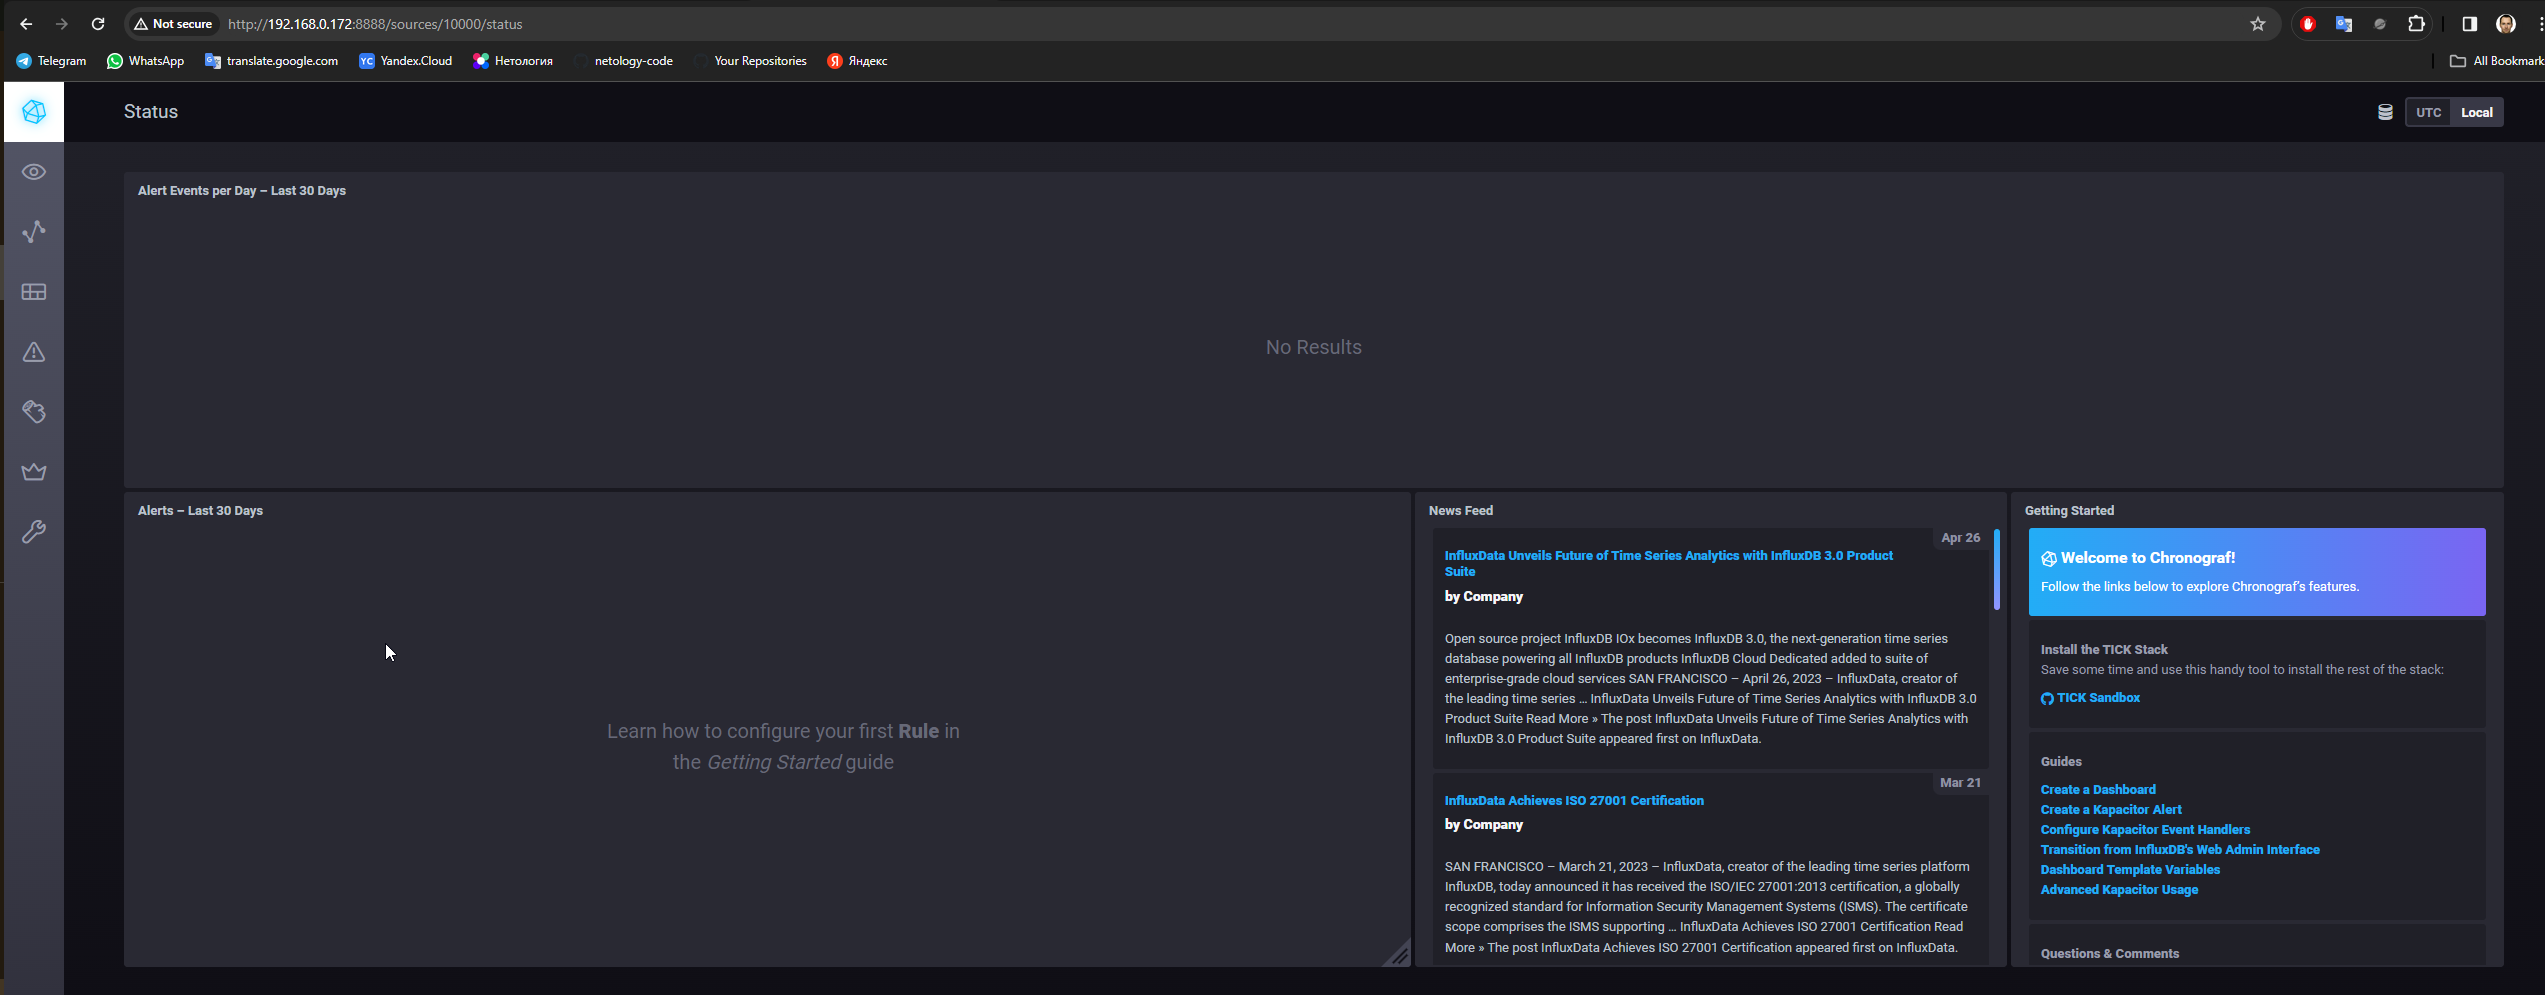 Not secure http://192.168.0.172:8888/sources/10000/status
Telegram WhatsApp translate.google.com YC Yandex.Cloud Нетология netology-code Your Repositories Я Яндекс All Bookmark
Status
UTC Local
Alert Events per Day – Last 30 Days
No Results
Alerts – Last 30 Days
Learn how to configure your first Rule in
the Getting Started guide
News Feed
Apr 26
InfluxData Unveils Future of Time Series Analytics with InfluxDB 3.0 Product
Suite
by Company
Open source project InfluxDB IOx becomes InfluxDB 3.0, the next-generation time series
database powering all InfluxDB products InfluxDB Cloud Dedicated added to suite of
enterprise-grade cloud services SAN FRANCISCO – April 26, 2023 – InfluxData, creator of
the leading time series … InfluxData Unveils Future of Time Series Analytics with InfluxDB 3.0
Product Suite Read More » The post InfluxData Unveils Future of Time Series Analytics with
InfluxDB 3.0 Product Suite appeared first on InfluxData.
Mar 21
InfluxData Achieves ISO 27001 Certification
by Company
SAN FRANCISCO – March 21, 2023 – InfluxData, creator of the leading time series platform
InfluxDB, today announced it has received the ISO/IEC 27001:2013 certification, a globally
recognized standard for Information Security Management Systems (ISMS). The certificate
scope comprises the ISMS supporting … InfluxData Achieves ISO 27001 Certification Read
More » The post InfluxData Achieves ISO 27001 Certification appeared first on InfluxData.
Getting Started
Welcome to Chronograf!
Follow the links below to explore Chronograf's features.
Install the TICK Stack
Save some time and use this handy tool to install the rest of the stack:
TICK Sandbox
Guides
Create a Dashboard
Create a Kapacitor Alert
Configure Kapacitor Event Handlers
Transition from InfluxDB's Web Admin Interface
Dashboard Template Variables
Advanced Kapacitor Usage
Questions & Comments